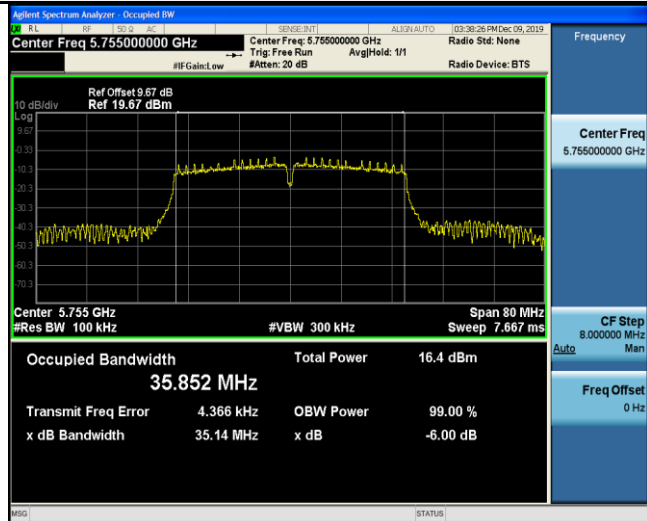 Agilent Spectrum Analyzer - Occupied BW
RL RF 50 Ω AC SENSE:INT ALIGN AUTO 03:38:26 PM Dec 09, 2019
Center Freq 5.755000000 GHz Center Freq: 5.755000000 GHz Radio Std: None Frequency
Trig: Free Run Avg|Hold: 1/1
#IFGain:Low #Atten: 20 dB Radio Device: BTS
Ref Offset 9.67 dB
10 dB/div Ref 19.67 dBm
Log
9.67
-0.33
-10.3
-20.3
-30.3
-40.3
-50.3
-60.3
-70.3
Center Freq
5.755000000 GHz
Center 5.755 GHz Span 80 MHz
#Res BW 100 kHz #VBW 300 kHz Sweep 7.667 ms
CF Step
8.000000 MHz
Auto Man
Occupied Bandwidth Total Power 16.4 dBm
35.852 MHz
Transmit Freq Error 4.366 kHz OBW Power 99.00 %
x dB Bandwidth 35.14 MHz x dB -6.00 dB
Freq Offset
0 Hz
MSG STATUS